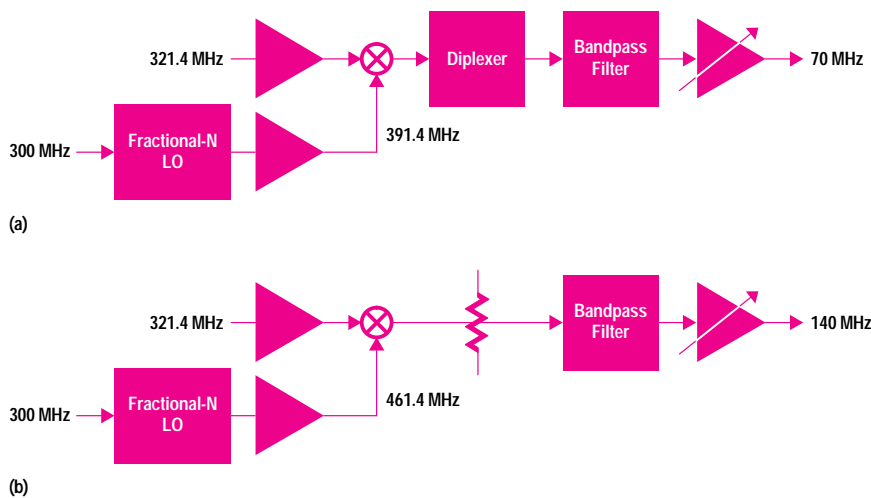 321.4 MHz
Diplexer
Bandpass
Filter
70 MHz
300 MHz
Fractional-N
LO
391.4 MHz
(a)
321.4 MHz
Bandpass
Filter
140 MHz
300 MHz
Fractional-N
LO
461.4 MHz
(b)